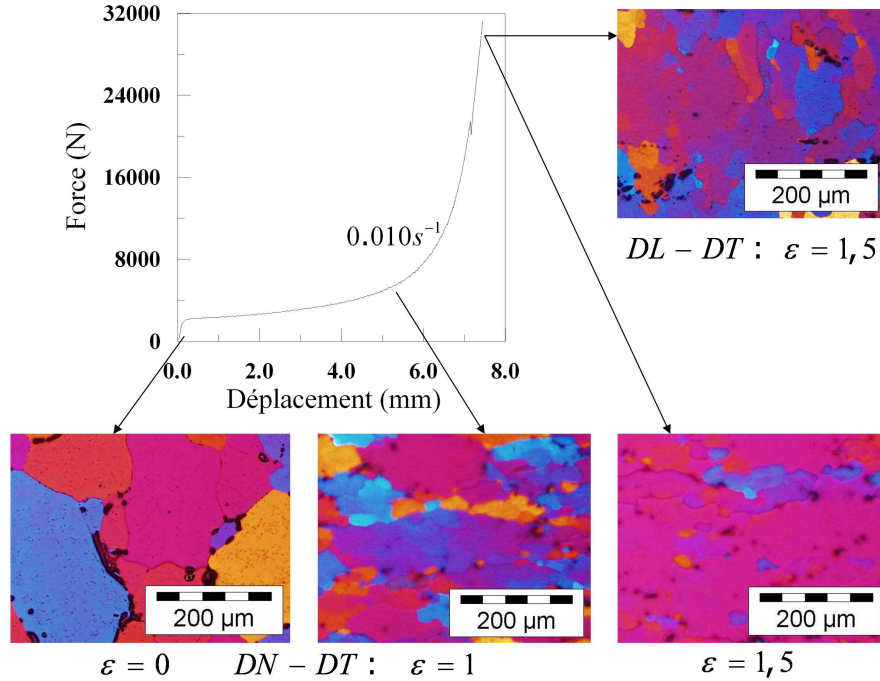 32000
24000
16000
8000
0
Force (N)
0.010s⁻¹
0.0 2.0 4.0 6.0 8.0
Déplacement (mm)
200 µm
DL – DT : ε = 1,5
200 µm
200 µm
200 µm
ε = 0 DN – DT : ε = 1 ε = 1,5